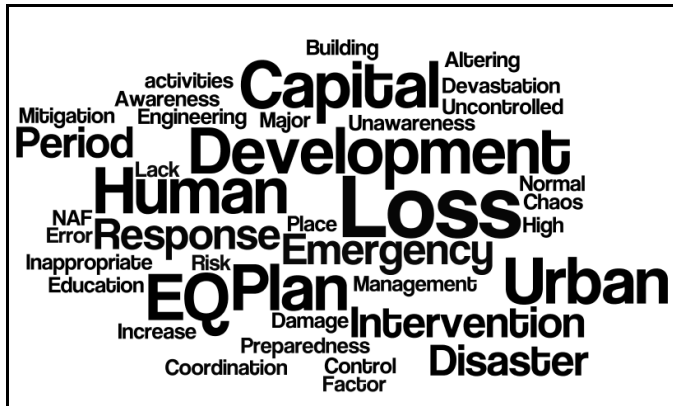 Building
Altering
activities
Capital
Devastation
Awareness
Uncontrolled
Mitigation
Engineering
Major
Unawareness
Period
Development
Lack
Human
Loss
Normal
Chaos
NAF
Place
High
Error
Response
Emergency
Inappropriate
Risk
Urban
Education
EQ
Plan
Management
Increase
Damage
Intervention
Preparedness
Disaster
Coordination
Control
Factor